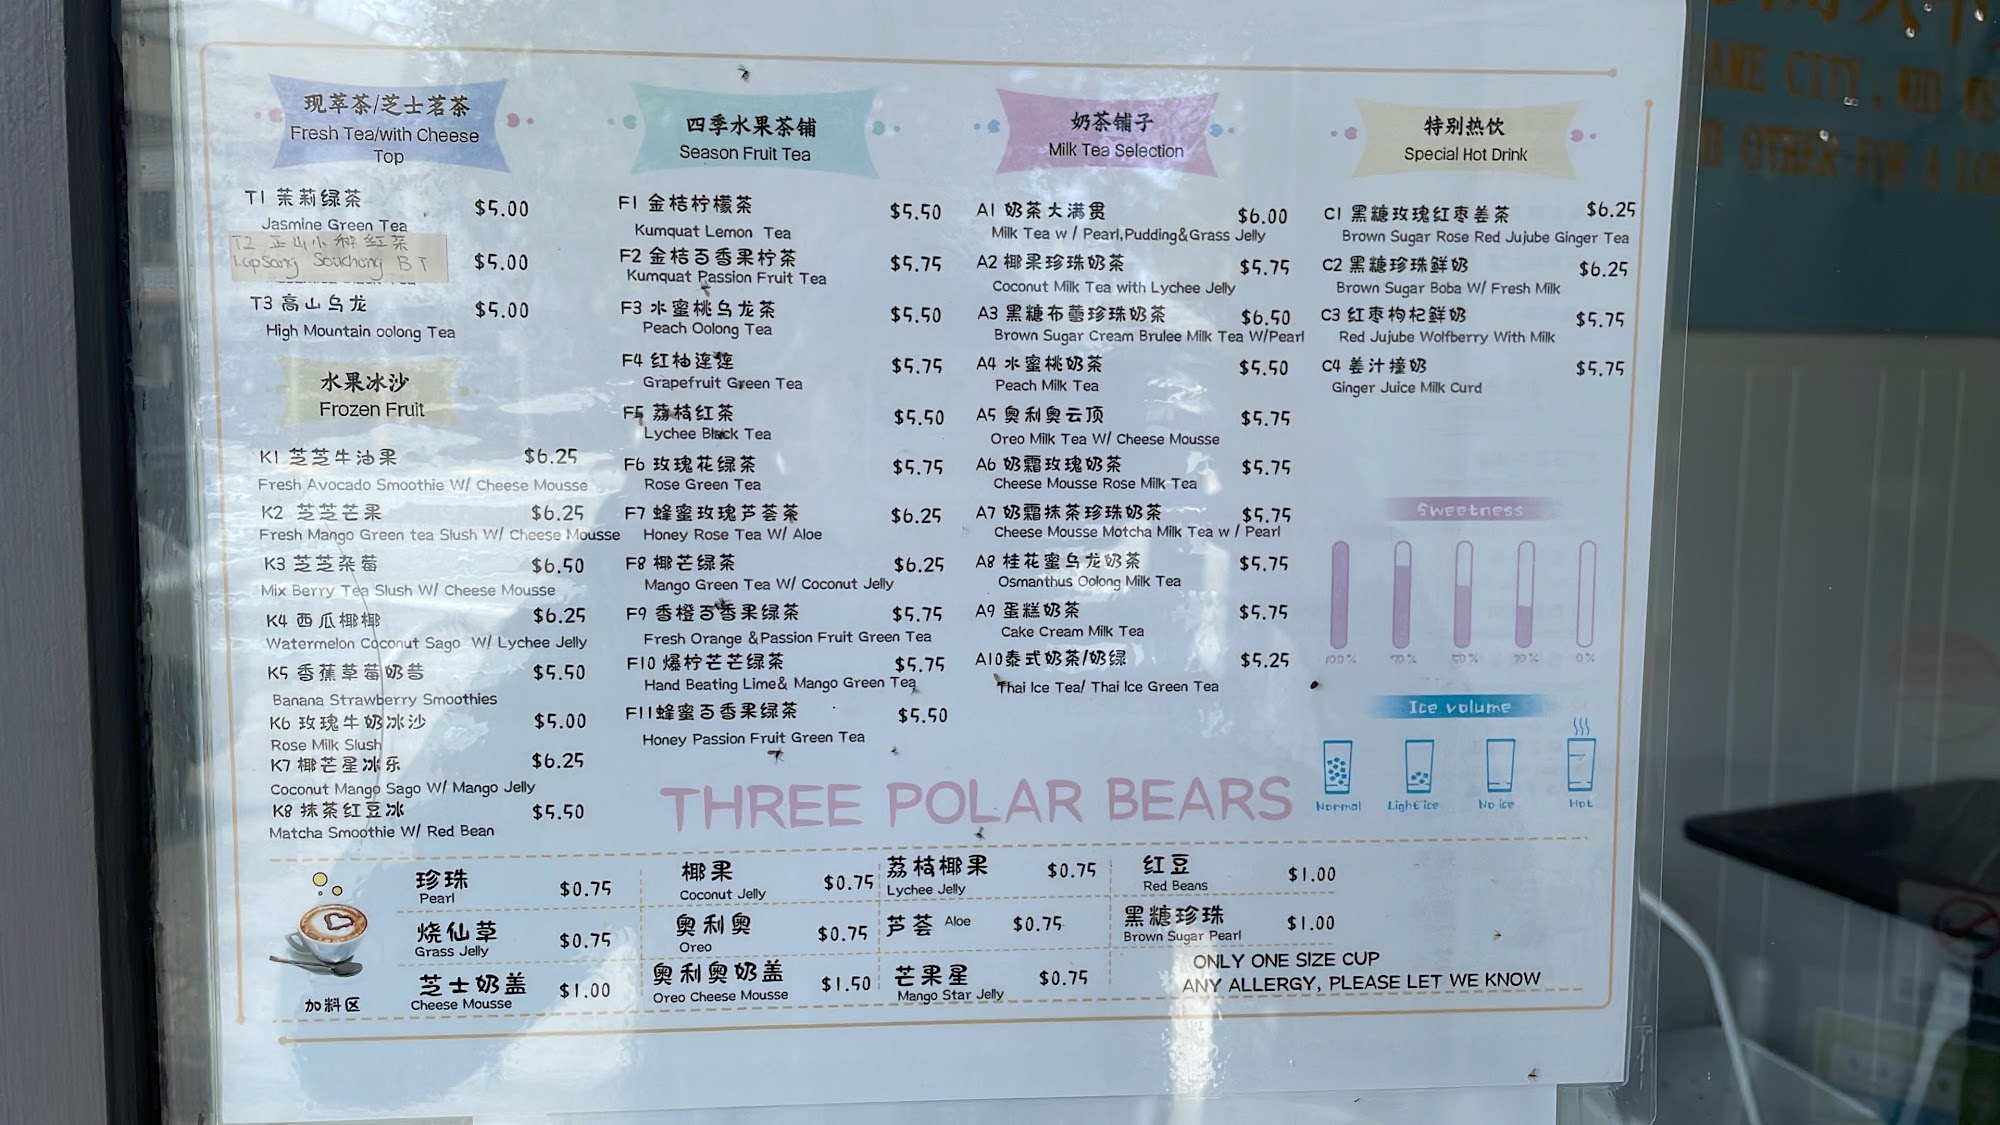 现萃茶/芝士茗茶
Fresh Tea/with Cheese
Top
T1 茉莉绿茶 $5.00
Jasmine Green Tea
T2 正山小种红茶 $5.00
Lapsang Souchong BT
T3 高山乌龙 $5.00
High Mountain oolong Tea
水果冰沙
Frozen Fruit
K1 芝芝牛油果 $6.25
Fresh Avocado Smoothie W/ Cheese Mousse
K2 芝芝芒果 $6.25
Fresh Mango Green tea Slush W/ Cheese Mousse
K3 芝芝杂莓 $6.50
Mix Berry Tea Slush W/ Cheese Mousse
K4 西瓜椰椰 $6.25
Watermelon Coconut Sago W/ Lychee Jelly
K5 香蕉草莓奶昔 $5.50
Banana Strawberry Smoothies
K6 玫瑰牛奶冰沙 $5.00
Rose Milk Slush
K7 椰芒星冰乐 $6.25
Coconut Mango Sago W/ Mango Jelly
K8 抹茶红豆冰 $5.50
Matcha Smoothie W/ Red Bean
四季水果茶铺
Season Fruit Tea
F1 金桔柠檬茶 $5.50
Kumquat Lemon Tea
F2 金桔百香果柠茶 $5.75
Kumquat Passion Fruit Tea
F3 水蜜桃乌龙茶 $5.50
Peach Oolong Tea
F4 红柚莲莲 $5.75
Grapefruit Green Tea
F5 荔枝红茶 $5.50
Lychee Black Tea
F6 玫瑰花绿茶 $5.75
Rose Green Tea
F7 蜂蜜玫瑰芦荟茶 $6.25
Honey Rose Tea W/ Aloe
F8 椰芒绿茶 $6.25
Mango Green Tea W/ Coconut Jelly
F9 香橙百香果绿茶 $5.75
Fresh Orange &Passion Fruit Green Tea
F10 爆柠芒芒绿茶 $5.75
Hand Beating Lime& Mango Green Tea
F11 蜂蜜百香果绿茶 $5.50
Honey Passion Fruit Green Tea
奶茶铺子
Milk Tea Selection
A1 奶茶大满贯 $6.00
Milk Tea w / Pearl,Pudding&Grass Jelly
A2 椰果珍珠奶茶 $5.75
Coconut Milk Tea with Lychee Jelly
A3 黑糖布蕾珍珠奶茶 $6.50
Brown Sugar Cream Brulee Milk Tea W/Pearl
A4 水蜜桃奶茶 $5.50
Peach Milk Tea
A5 奥利奥云顶 $5.75
Oreo Milk Tea W/ Cheese Mousse
A6 奶霜玫瑰奶茶 $5.75
Cheese Mousse Rose Milk Tea
A7 奶霜抹茶珍珠奶茶 $5.75
Cheese Mousse Motcha Milk Tea w / Pearl
A8 桂花蜜乌龙奶茶 $5.75
Osmanthus Oolong Milk Tea
A9 蛋糕奶茶 $5.75
Cake Cream Milk Tea
A10 泰式奶茶/奶绿 $5.25
Thai Ice Tea/ Thai Ice Green Tea
特别热饮
Special Hot Drink
C1 黑糖玫瑰红枣姜茶 $6.25
Brown Sugar Rose Red Jujube Ginger Tea
C2 黑糖珍珠鲜奶 $6.25
Brown Sugar Boba W/ Fresh Milk
C3 红枣枸杞鲜奶 $5.75
Red Jujube Wolfberry With Milk
C4 姜汁撞奶 $5.75
Ginger Juice Milk Curd
Sweetness
100% 70% 50% 30% 0%
Ice volume
Normal Light ice No ice Hot
THREE POLAR BEARS
加料区
珍珠 $0.75
Pearl
烧仙草 $0.75
Grass Jelly
芝士奶盖 $1.00
Cheese Mousse
椰果 $0.75
Coconut Jelly
奥利奥 $0.75
Oreo
奥利奥奶盖 $1.50
Oreo Cheese Mousse
荔枝椰果 $0.75
Lychee Jelly
芦荟 Aloe $0.75
芒果星 $0.75
Mango Star Jelly
红豆 $1.00
Red Beans
黑糖珍珠 $1.00
Brown Sugar Pearl
ONLY ONE SIZE CUP
ANY ALLERGY, PLEASE LET WE KNOW
AME CITY, WHY
OTHER FOR A LON